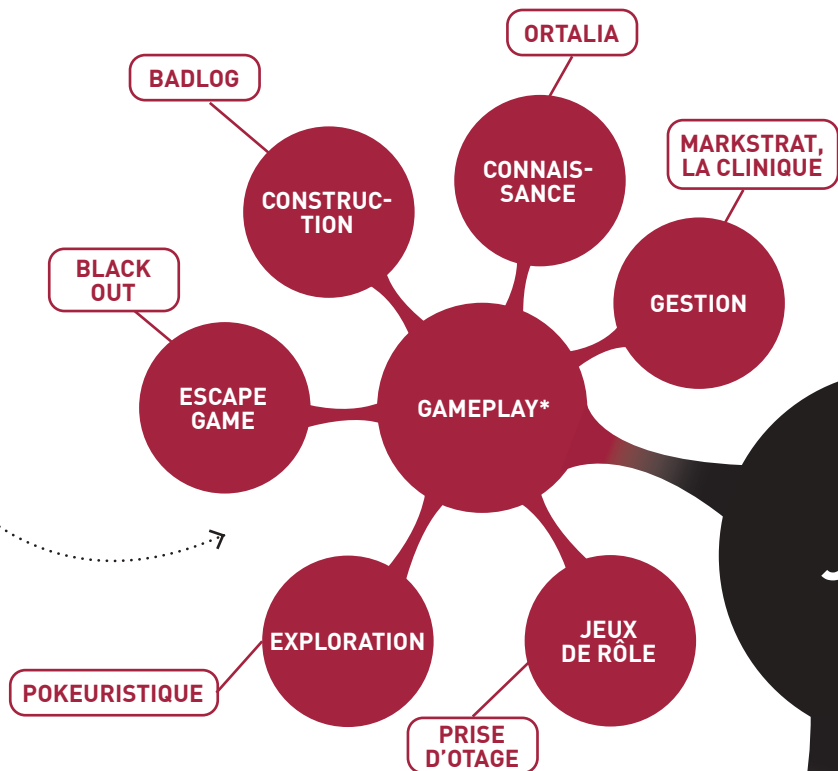 ORTALIA
BADLOG
MARKSTRAT,
LA CLINIQUE
CONNAIS-
SANCE
CONSTRUC-
TION
BLACK
OUT
GESTION
ESCAPE
GAME
GAMEPLAY*
EXPLORATION
JEUX
DE RÔLE
POKEURISTIQUE
PRISE
D'OTAGE